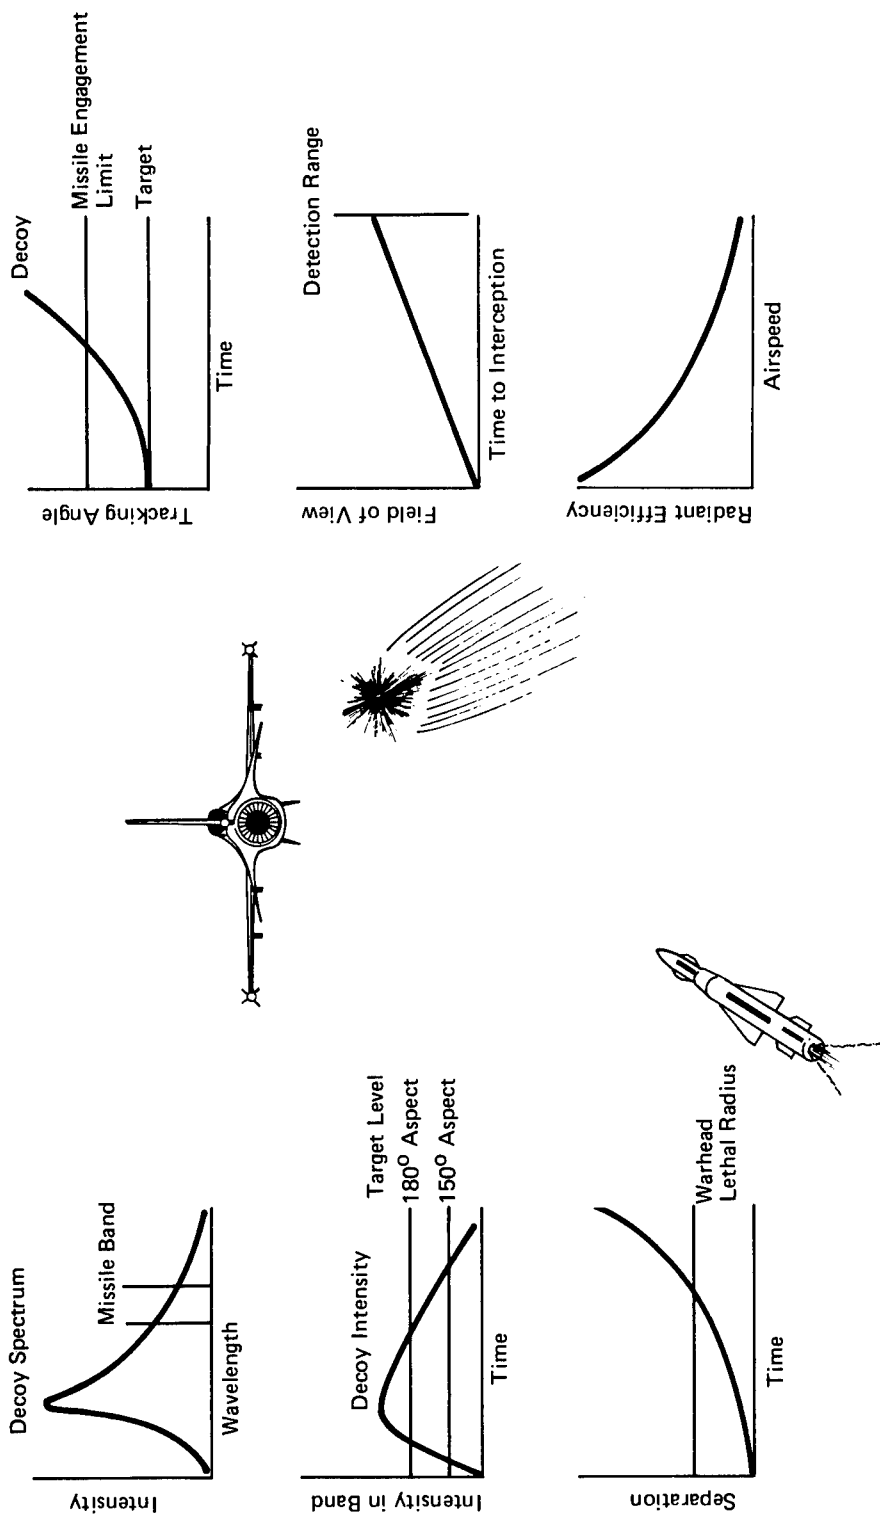 Decoy Spectrum
Missile Band
Intensity
Wavelength
Decoy Intensity
Target Level
180° Aspect
150° Aspect
Intensity in Band
Time
Warhead
Lethal Radius
Separation
Time
Decoy
Missile Engagement
Limit
Target
Tracking Angle
Time
Detection Range
Field of View
Time to Interception
Radiant Efficiency
Airspeed